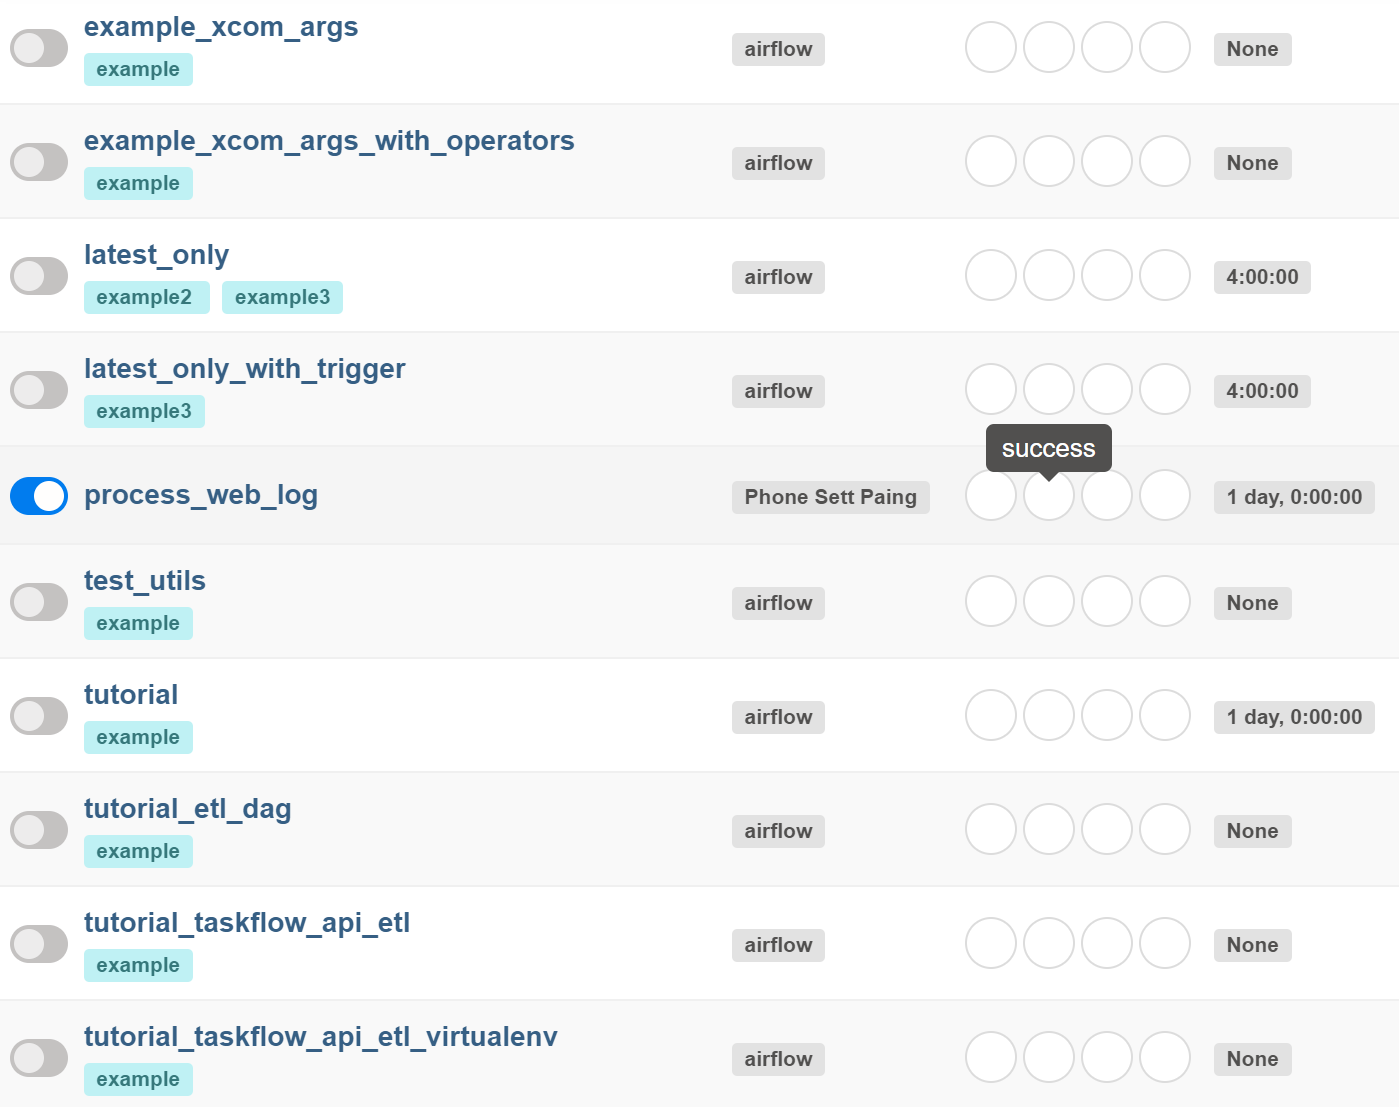 example_xcom_args
example
airflow
None
example_xcom_args_with_operators
example
airflow
None
latest_only
example2 example3
airflow
4:00:00
latest_only_with_trigger
example3
airflow
4:00:00
success
process_web_log
Phone Sett Paing
1 day, 0:00:00
test_utils
example
airflow
None
tutorial
example
airflow
1 day, 0:00:00
tutorial_etl_dag
example
airflow
None
tutorial_taskflow_api_etl
example
airflow
None
tutorial_taskflow_api_etl_virtualenv
example
airflow
None